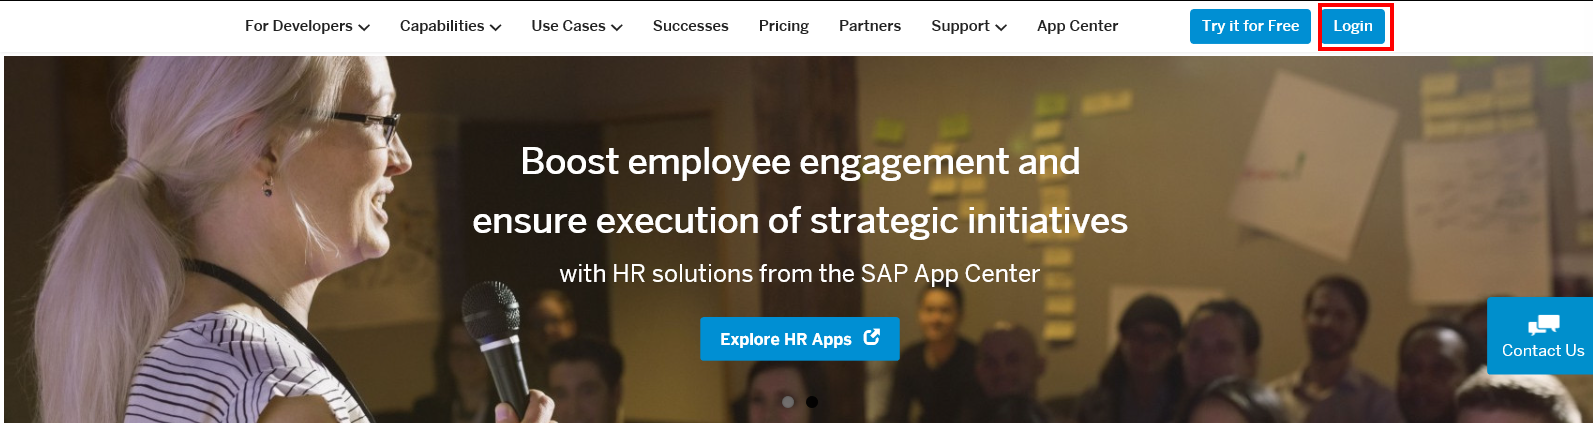 For Developers Capabilities Use Cases Successes Pricing Partners Support App Center Try it for Free Login
Boost employee engagement and
ensure execution of strategic initiatives
with HR solutions from the SAP App Center
Explore HR Apps
Contact Us